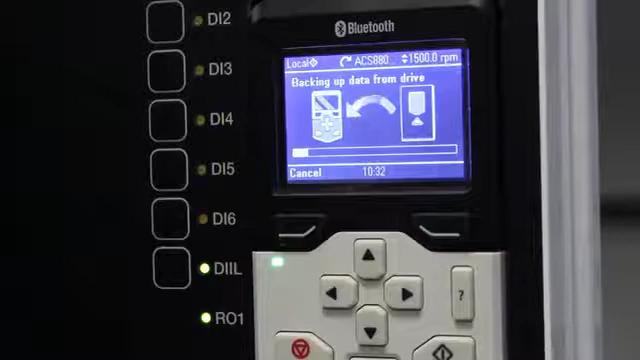 Bluetooth
Local ACS880 1500.0 rpm
Backing up data from drive
Cancel 10:32
DI2
DI3
DI4
DI5
DI6
DIIL
RO1
?